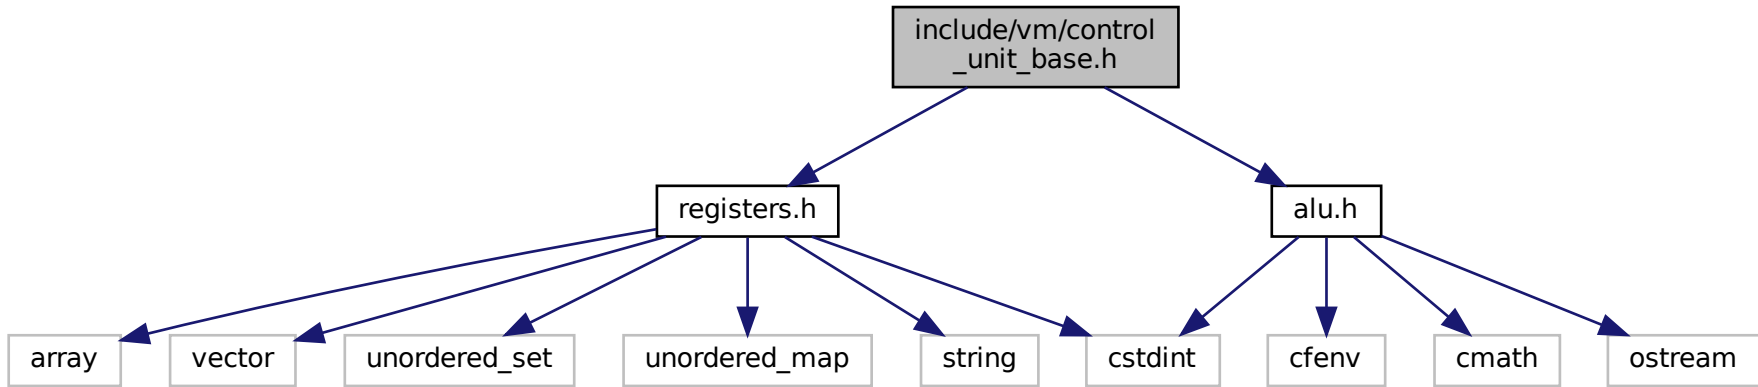 include/vm/control
_unit_base.h
registers.h
alu.h
array
vector
unordered_set
unordered_map
string
cstdint
cfenv
cmath
ostream